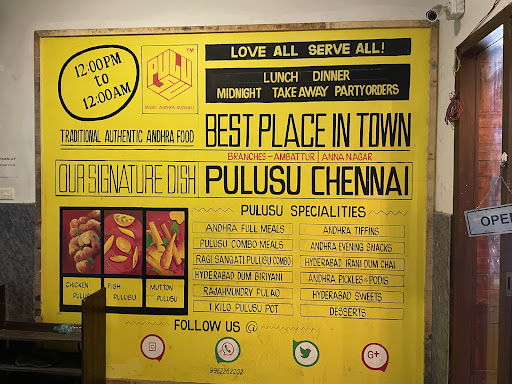 12:00PM
to
12:00AM
PULU
TM
LOVE ALL SERVE ALL!
LUNCH DINNER
MIDNIGHT TAKE AWAY PARTYORDERS
TRADITIONAL AUTHENTIC ANDHRA FOOD
BEST PLACE IN TOWN
BRANCHES - AMBATTUR | ANNA NAGAR
OUR SIGNATURE DISH
PULUSU CHENNAI
PULUSU SPECIALITIES
ANDHRA FULL MEALS
PULUSU COMBO MEALS
RAGI SANGATI PULUSU COMBO
HYDERABAD DUM BIRIYANI
RAJAHMUNDRY PULAO
1 KILO PULUSU POT
ANDHRA TIFFINS
ANDHRA EVENING SNACKS
HYDERABAD IRANI DUM CHAI
ANDHRA PICKLES & PODIS
HYDERABAD SWEETS
DESSERTS
CHICKEN
PULUSU
FISH
PULUSU
MUTTON
PULUSU
FOLLOW US @
G+
9962262202
OPE